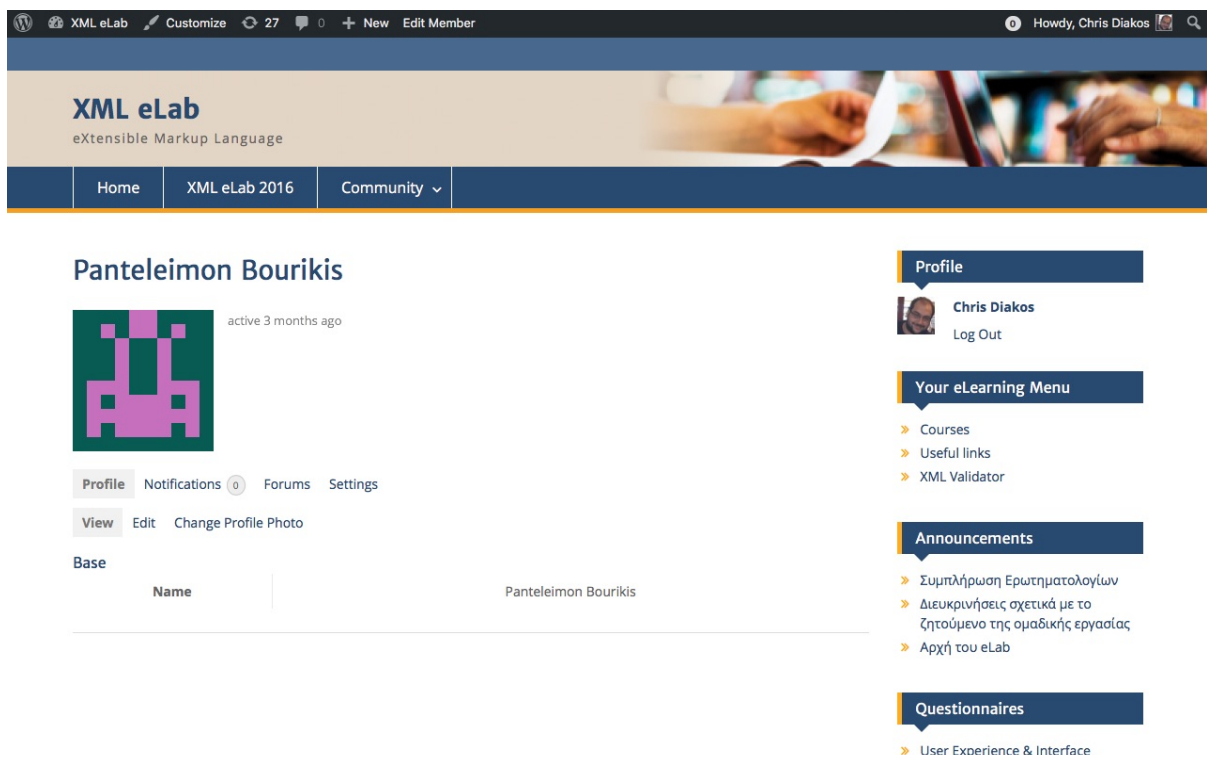 XML eLab Customize 27 0 New Edit Member 0 Howdy, Chris Diakos
XML eLab
eXtensible Markup Language
Home XML eLab 2016 Community
Panteleimon Bourikis
active 3 months ago
Profile Notifications 0 Forums Settings
View Edit Change Profile Photo
Base
Name Panteleimon Bourikis
Profile
Chris Diakos
Log Out
Your eLearning Menu
Courses
Useful links
XML Validator
Announcements
Συμπλήρωση Ερωτηματολογίων
Διευκρινήσεις σχετικά με το
ζητούμενο της ομαδικής εργασίας
Αρχή του eLab
Questionnaires
User Experience & Interface